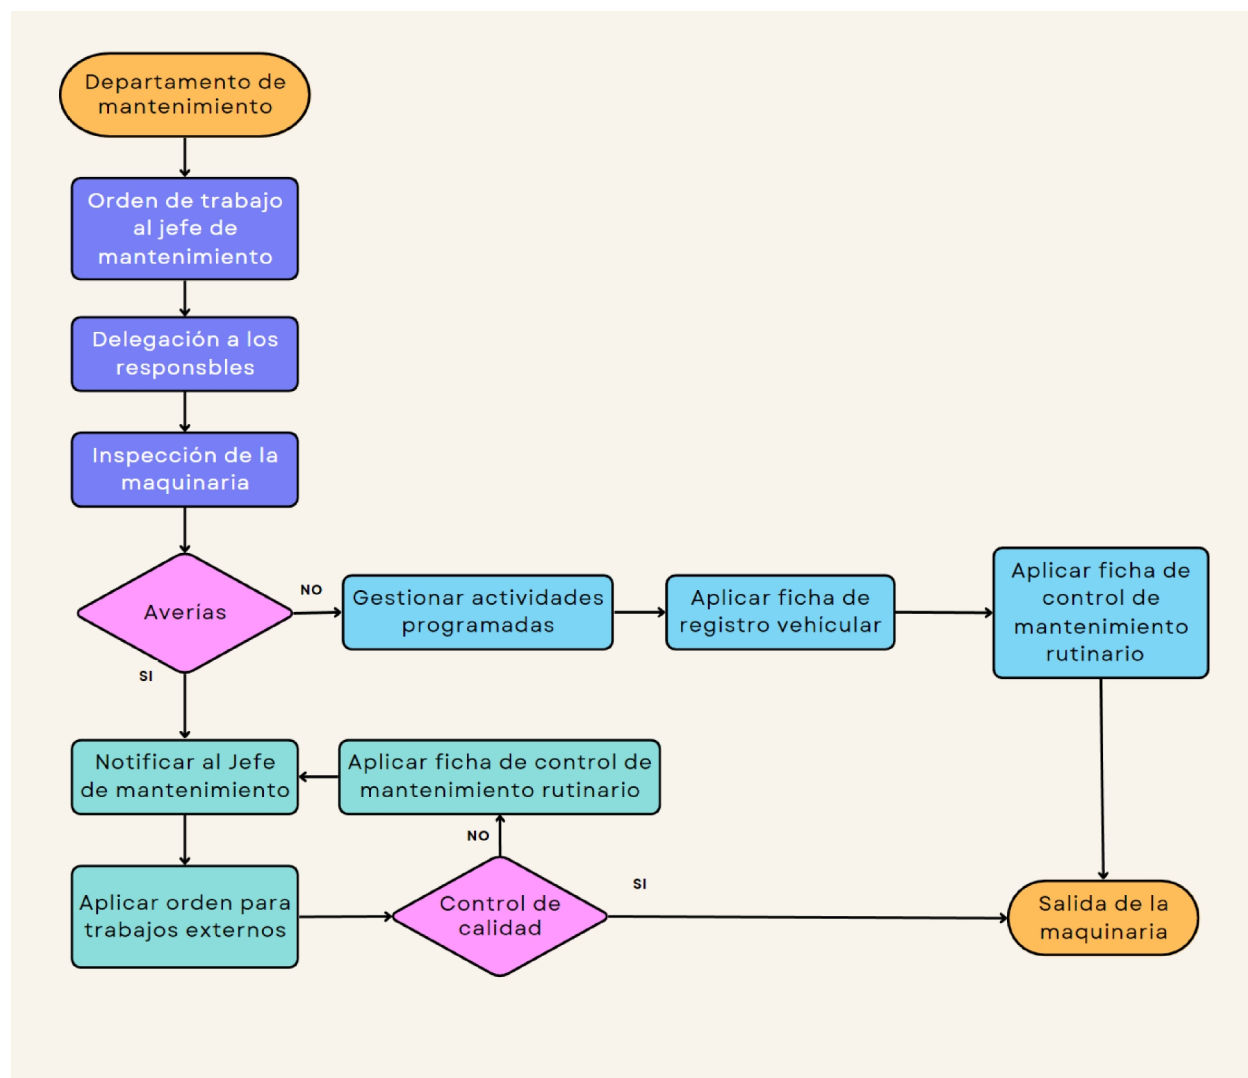 Departamento de
mantenimiento
Orden de trabajo
al jefe de
mantenimiento
Delegación a los
responsbles
Inspección de la
maquinaria
Averías
NO
Gestionar actividades
programadas
Aplicar ficha de
registro vehicular
Aplicar ficha de
control de
mantenimiento
rutinario
SI
Notificar al Jefe
de mantenimiento
Aplicar ficha de control de
mantenimiento rutinario
NO
Aplicar orden para
trabajos externos
Control de
calidad
SI
Salida de la
maquinaria